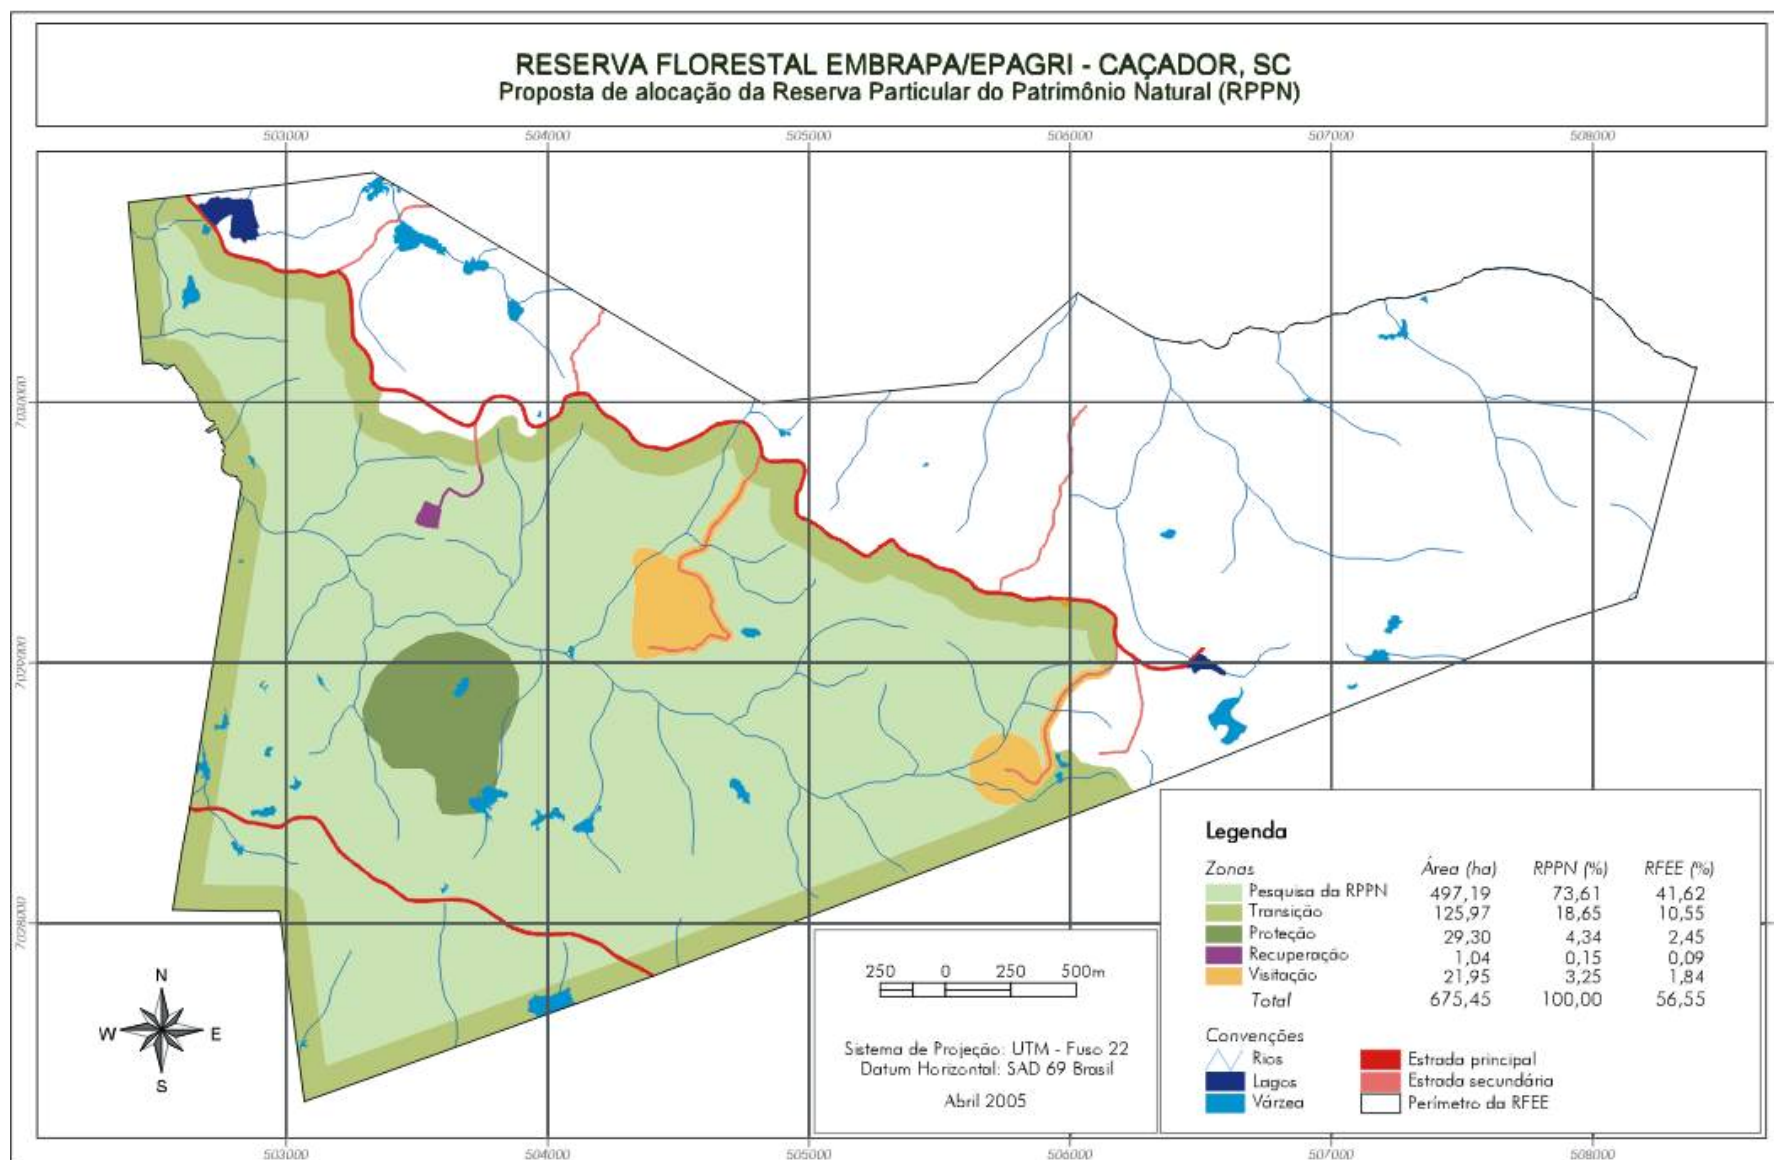 RESERVA FLORESTAL EMBRAPA/EPAGRI - CAÇADOR, SC
Proposta de alocação da Reserva Particular do Patrimônio Natural (RPPN)
503000 504000 505000 506000 507000 508000
7030000
7029000
7028000
N
W E
S
250 0 250 500m
Sistema de Projeção: UTM - Fuso 22
Datum Horizontal: SAD 69 Brasil
Abril 2005
Legenda
Zonas Área (ha) RPPN (%) RFEE (%)
Pesquisa da RPPN 497,19 73,61 41,62
Transição 125,97 18,65 10,55
Proteção 29,30 4,34 2,45
Recuperação 1,04 0,15 0,09
Visitação 21,95 3,25 1,84
Total 675,45 100,00 56,55
Convenções
Rios Estrada principal
Lagos Estrada secundária
Várzea Perímetro da RFEE
503000 504000 505000 506000 507000 508000